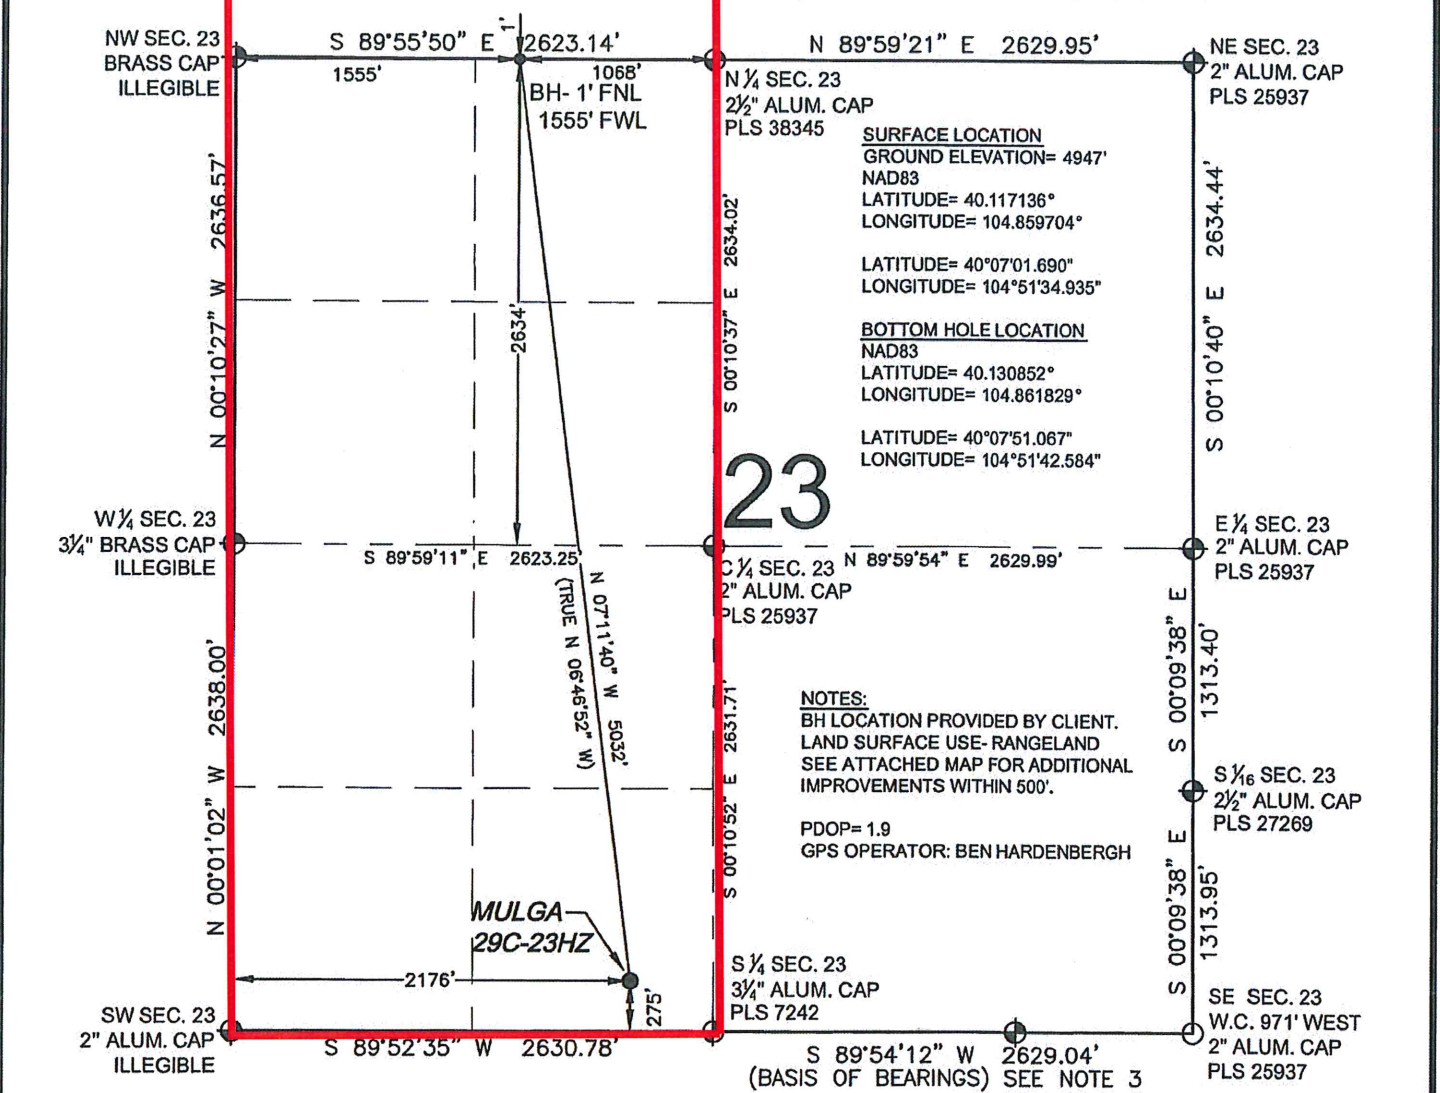 NW SEC. 23
BRASS CAP
ILLEGIBLE
S 89°55'50" E 2623.14'
1'
1555'
1068'
BH- 1' FNL
1555' FWL
N ¼ SEC. 23
2½" ALUM. CAP
PLS 38345
N 89°59'21" E 2629.95'
NE SEC. 23
2" ALUM. CAP
PLS 25937
SURFACE LOCATION
GROUND ELEVATION= 4947'
NAD83
LATITUDE= 40.117136°
LONGITUDE= 104.859704°
LATITUDE= 40°07'01.690"
LONGITUDE= 104°51'34.935"
BOTTOM HOLE LOCATION
NAD83
LATITUDE= 40.130852°
LONGITUDE= 104.861829°
LATITUDE= 40°07'51.067"
LONGITUDE= 104°51'42.584"
N 00°10'27" W 2636.57'
2634'
S 00°10'37" E 2634.02'
S 00°10'40" E 2634.44'
23
W ¼ SEC. 23
3¼" BRASS CAP
ILLEGIBLE
S 89°59'11" E 2623.25'
C ¼ SEC. 23
2" ALUM. CAP
PLS 25937
N 89°59'54" E 2629.99'
E ¼ SEC. 23
2" ALUM. CAP
PLS 25937
N 07°11'40" W 5032'
(TRUE N 06°46'52" W)
N 00°01'02" W 2638.00'
S 00°10'52" E 2631.71'
S 00°09'38" E 1313.40'
NOTES:
BH LOCATION PROVIDED BY CLIENT.
LAND SURFACE USE- RANGELAND
SEE ATTACHED MAP FOR ADDITIONAL
IMPROVEMENTS WITHIN 500'.
PDOP= 1.9
GPS OPERATOR: BEN HARDENBERGH
S 1/16 SEC. 23
2½" ALUM. CAP
PLS 27269
S 00°09'38" E 1313.95'
MULGA
29C-23HZ
2176'
275'
SW SEC. 23
2" ALUM. CAP
ILLEGIBLE
S 89°52'35" W 2630.78'
S ¼ SEC. 23
3¼" ALUM. CAP
PLS 7242
S 89°54'12" W 2629.04'
(BASIS OF BEARINGS) SEE NOTE 3
SE SEC. 23
W.C. 971' WEST
2" ALUM. CAP
PLS 25937